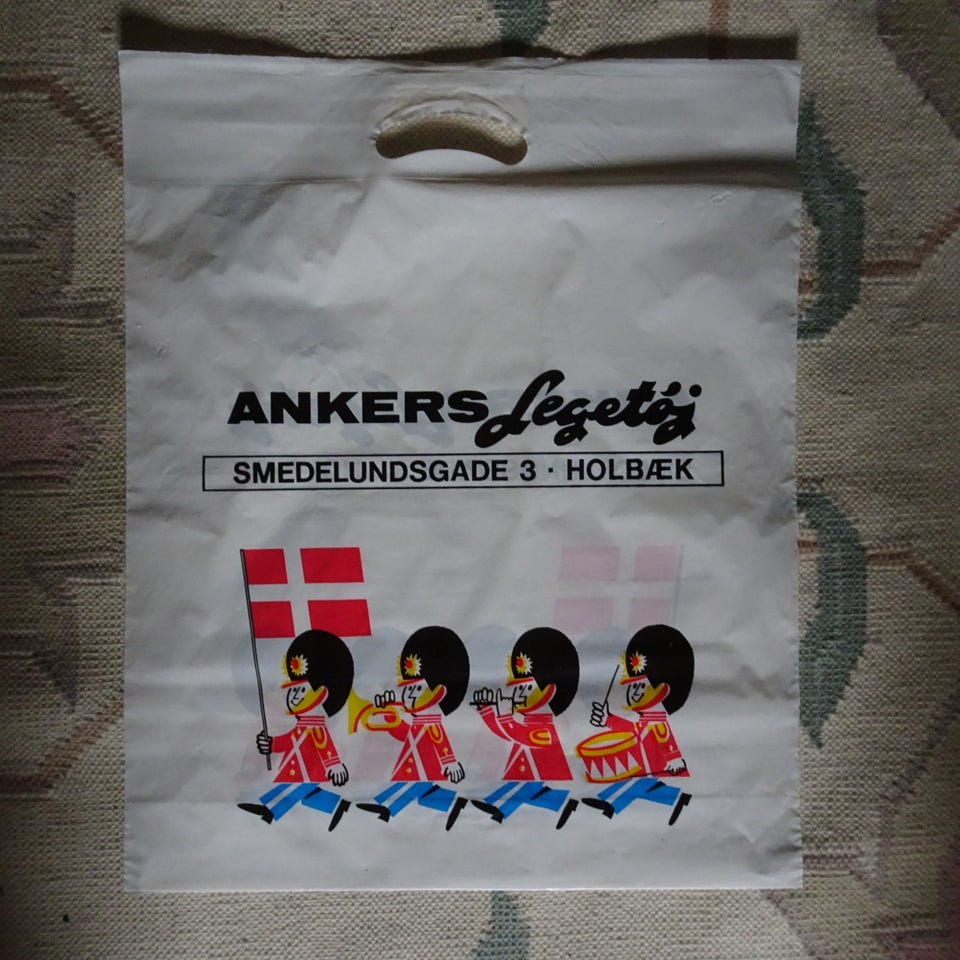 ANKERS Legetøj
SMEDELUNDSGADE 3 · HOLBÆK